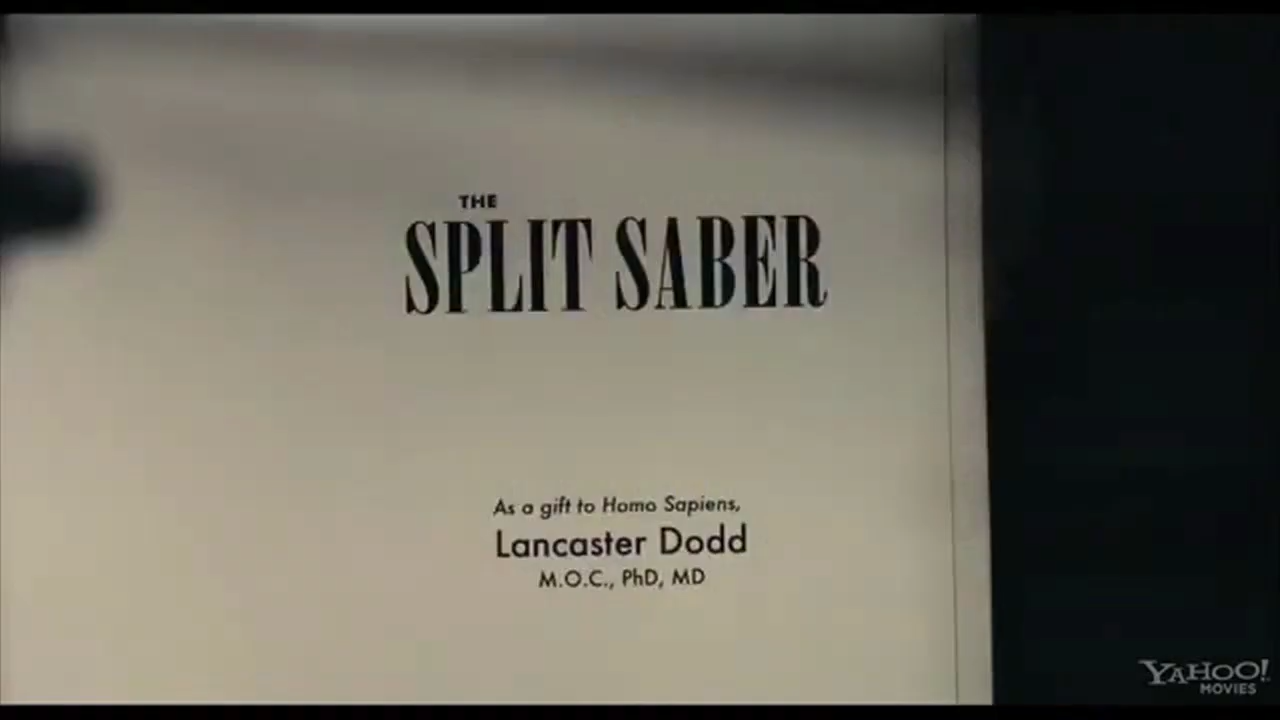 THE
SPLIT SABER
As a gift to Homo Sapiens,
Lancaster Dodd
M.O.C., PhD, MD
YAHOO!
MOVIES